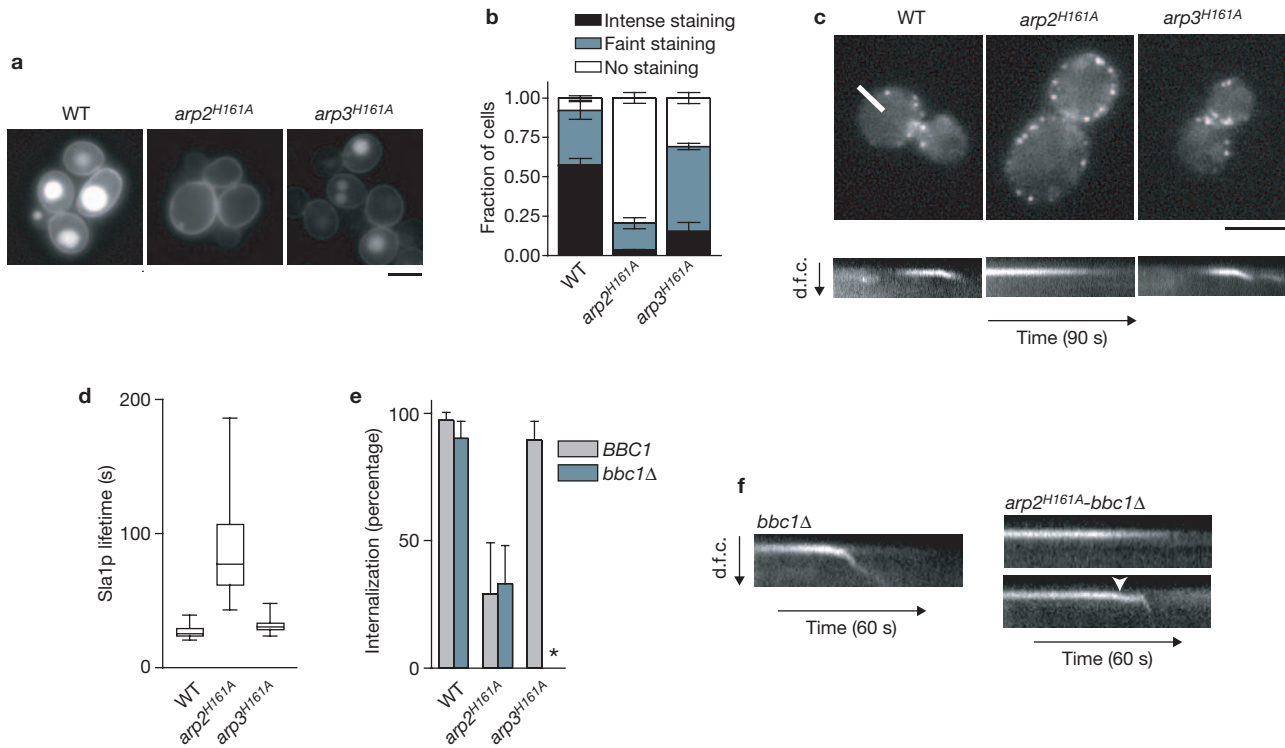 a
WT
arp2H161A
arp3H161A
b
Intense staining
Faint staining
No staining
Fraction of cells
1.00
0.75
0.50
0.25
0.00
WT
arp2H161A
arp3H161A
c
WT
arp2H161A
arp3H161A
d.f.c.
Time (90 s)
d
Sla1p lifetime (s)
200
100
0
WT
arp2H161A
arp3H161A
e
Internalization (percentage)
100
50
0
BBC1
bbc1Δ
*
WT
arp2H161A
arp3H161A
f
bbc1Δ
d.f.c.
Time (60 s)
arp2H161A-bbc1Δ
Time (60 s)